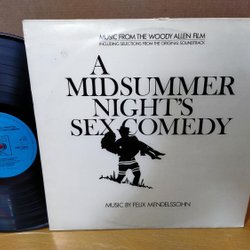 MUSIC FROM THE WOODY ALLEN FILM
INCLUDING SELECTIONS FROM THE ORIGINAL SOUNDTRACK
A
MIDSUMMER
NIGHT'S
SEX COMEDY
MUSIC BY FELIX MENDELSSOHN